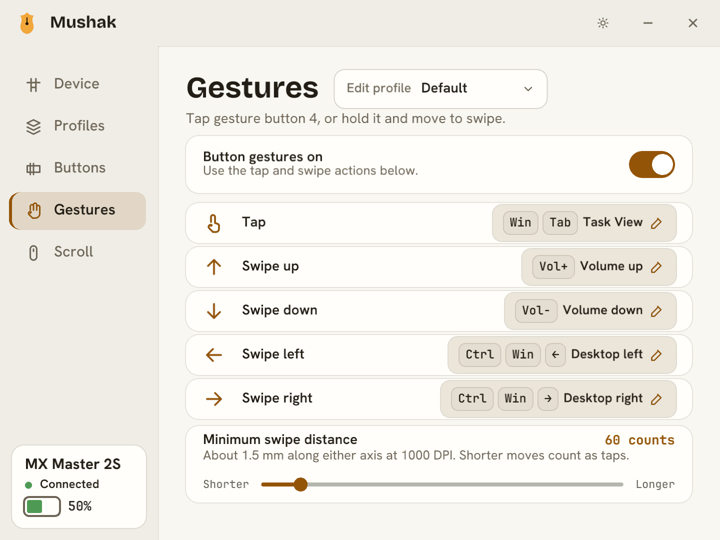 Mushak
Device
Profiles
Buttons
Gestures
Scroll
MX Master 2S
Connected
50%
Gestures
Edit profile Default
Tap gesture button 4, or hold it and move to swipe.
Button gestures on
Use the tap and swipe actions below.
Tap Win Tab Task View
Swipe up Vol+ Volume up
Swipe down Vol- Volume down
Swipe left Ctrl Win ← Desktop left
Swipe right Ctrl Win → Desktop right
Minimum swipe distance 60 counts
About 1.5 mm along either axis at 1000 DPI. Shorter moves count as taps.
Shorter Longer